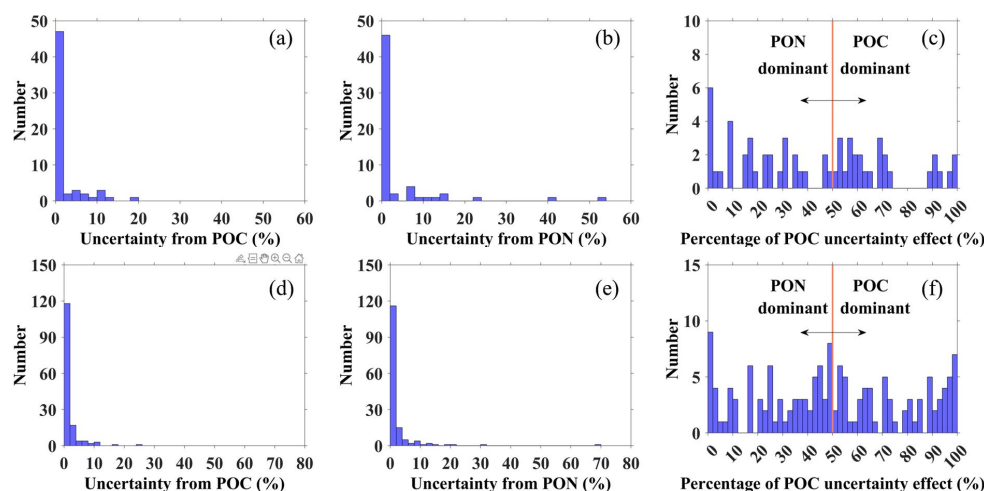 50
40
30
20
10
0
Number
(a)
0 10 20 30 40 50 60
Uncertainty from POC (%)
50
40
30
20
10
0
Number
(b)
0 10 20 30 40 50 60
Uncertainty from PON (%)
10
8
6
4
2
0
Number
PON POC (c)
dominant dominant
0 10 20 30 40 50 60 70 80 90 100
Percentage of POC uncertainty effect (%)
150
120
90
60
30
0
Number
(d)
0 10 20 30 40 50 60 70 80
Uncertainty from POC (%)
150
120
90
60
30
0
Number
(e)
0 10 20 30 40 50 60 70 80
Uncertainty from PON (%)
15
10
5
0
Number
PON POC (f)
dominant dominant
0 10 20 30 40 50 60 70 80 90 100
Percentage of POC uncertainty effect (%)